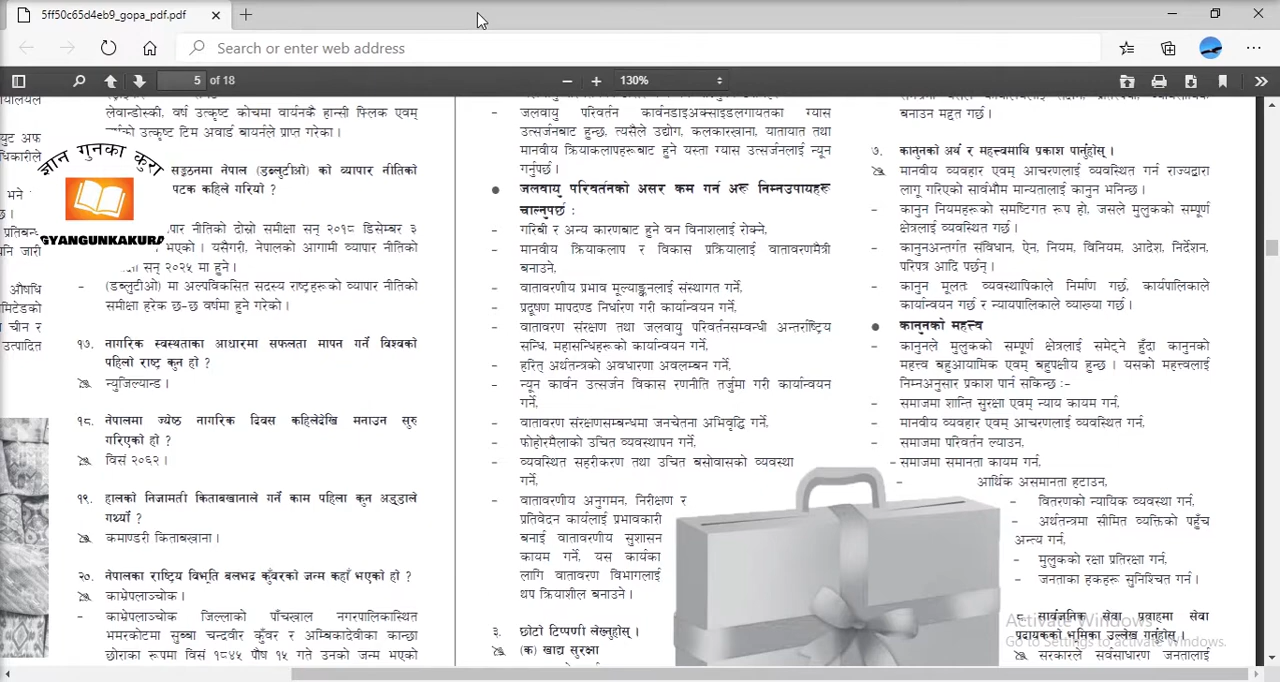 5ff50c65d4eb9_gopa_pdf.pdf
Search or enter web address
5 of 18
130%
लेवान्डोस्की, वर्ष उत्कृष्ट कोचमा बार्यनकै हान्सी फ्लिक एवम्
उत्कृष्ट टिम अवार्ड बायर्नले प्राप्त गरेका ।
ज्ञान गुनका कुरा
GYANGUNKAKURA
सङ्गठनमा नेपाल (डब्लुटीओ) को व्यापार नीतिको
पटक कहिले गरियो ?
पार नीतिको दोस्रो समीक्षा सन् २०१८ डिसेम्बर ३
भएको । यसैगरी, नेपालको आगामी व्यापार नीतिको
सन् २०२५ मा हुने ।
- (डब्लुटीओ) मा अल्पविकसित सदस्य राष्ट्रहरूको व्यापार नीतिको
समीक्षा हरेक छ–छ वर्षमा हुने गरेको ।
१७. नागरिक स्वस्थताका आधारमा सफलता मापन गर्ने विश्वको
पहिलो राष्ट्र कुन हो ?
न्युजिल्यान्ड ।
१८. नेपालमा ज्येष्ठ नागरिक दिवस कहिलेदेखि मनाउन सुरु
गरिएको हो ?
विसं २०६२ ।
१९. हालको निजामती किताबखानाले गर्ने काम पहिला कुन अड्डाले
गर्थ्यो ?
कमाण्डरी किताबखाना ।
२०. नेपालका राष्ट्रिय विभूति बलभद्र कुँवरको जन्म कहाँ भएको हो ?
काभ्रेपलाञ्चोक ।
- काभ्रेपलाञ्चोक जिल्लाको पाँचखाल नगरपालिकास्थित
भमरकोटमा सुब्बा चन्द्रवीर कुँवर र अम्बिकादेवीका कान्छा
छोराका रूपमा विसं १८४५ पौष १५ गते उनको जन्म भएको
यालयले
युट अफ
धिकारीले
भने
छ ।
प्रतिबन्ध
नि जारी
औषधि
मिटेडको
चीन र
उत्पादित
- जलवायु परिवर्तन कार्वनडाइअक्साइडलगायतका ग्यास
उत्सर्जनबाट हुन्छ, त्यसैले उद्योग, कलकारखाना, यातायात तथा
मानवीय क्रियाकलापहरूबाट हुने यस्ता ग्यास उत्सर्जनलाई न्यून
गर्नुपर्छ ।
● जलवायु परिवर्तनको असर कम गर्न अरू निम्नउपायहरू
चाल्नुपर्छ :
- गरिबी र अन्य कारणबाट हुने वन विनाशलाई रोक्ने,
- मानवीय क्रियाकलाप र विकास प्रक्रियालाई वातावरणमैत्री
बनाउने,
- वातावरणीय प्रभाव मूल्याङ्कनलाई संस्थागत गर्ने,
- प्रदूषण मापदण्ड निर्धारण गरी कार्यान्वयन गर्ने,
- वातावरण संरक्षण तथा जलवायु परिवर्तनसम्वन्धी अन्तर्राष्ट्रिय
सन्धि, महासन्धिहरूको कार्यान्वयन गर्ने,
- हरित् अर्थतन्त्रको अवधारणा अवलम्बन गर्ने,
- न्यून कार्वन उत्सर्जन विकास रणनीति तर्जुमा गरी कार्यान्वयन
गर्ने,
- वातावरण संरक्षणसम्बन्धमा जनचेतना अभिवृद्धि गर्ने,
- फोहोरमैलाको उचित व्यवस्थापन गर्ने,
- व्यवस्थित सहरीकरण तथा उचित बसोवासको व्यवस्था
गर्ने,
- वातावरणीय अनुगमन, निरीक्षण र
प्रतिवेदन कार्यलाई प्रभावकारी
बनाई वातावरणीय सुशासन
कायम गर्ने, यस कार्यका
लागि वातावरण विभागलाई
थप क्रियाशील बनाउने ।
३. छोटो टिप्पणी लेख्नुहोस् ।
(क) खाद्य सुरक्षा
बनाउन मद्दत गर्छ ।
७. कानुनको अर्थ र महत्त्वमाथि प्रकाश पार्नुहोस् ।
मानवीय व्यवहार एवम् आचरणलाई व्यवस्थित गर्न राज्यद्वारा
लागू गरिएको सार्वभौम मान्यतालाई कानुन भनिन्छ ।
- कानुन नियमहरूको समष्टिगत रूप हो, जसले मुलुकको सम्पूर्ण
क्षेत्रलाई व्यवस्थित गर्छ ।
- कानुनअन्तर्गत संविधान, ऐन, नियम, विनियम, आदेश, निर्देशन,
परिपत्र आदि पर्छन् ।
- कानुन मूलतः व्यवस्थापिकाले निर्माण गर्छ, कार्यपालिकाले
कार्यान्वयन गर्छ र न्यायपालिकाले व्याख्या गर्छ ।
● कानुनको महत्त्व
- कानुनले मुलुकको सम्पूर्ण क्षेत्रलाई समेट्ने हुँदा कानुनको
महत्त्व बहुआयामिक एवम् बहुपक्षीय हुन्छ । यसको महत्त्वलाई
निम्नअनुसार प्रकाश पार्न सकिन्छ :–
- समाजमा शान्ति सुरक्षा एवम् न्याय कायम गर्न,
- मानवीय व्यवहार एवम् आचरणलाई व्यवस्थित गर्न,
- समाजमा परिवर्तन ल्याउन,
- समाजमा समानता कायम गर्न,
- आर्थिक असमानता हटाउन,
- वितरणको न्यायिक व्यवस्था गर्न,
- अर्थतन्त्रमा सीमित व्यक्तिको पहुँच
अन्त्य गर्न,
- मुलुकको रक्षा प्रतिरक्षा गर्न,
- जनताका हकहरू सुनिश्चित गर्न ।
८. सार्वजनिक सेवा प्रवाहमा सेवा
प्रदायकको भूमिका उल्लेख गर्नुहोस् ।
सरकारले सर्वसाधारण जनतालाई
Activate Windows
Go to Settings to activate Windows.